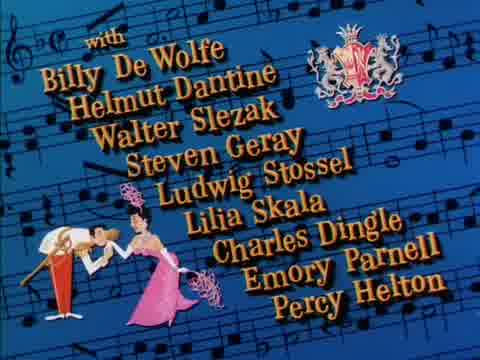 with
Billy De Wolfe
Helmut Dantine
Walter Slezak
Steven Geray
Ludwig Stossel
Lilia Skala
Charles Dingle
Emory Parnell
Percy Helton